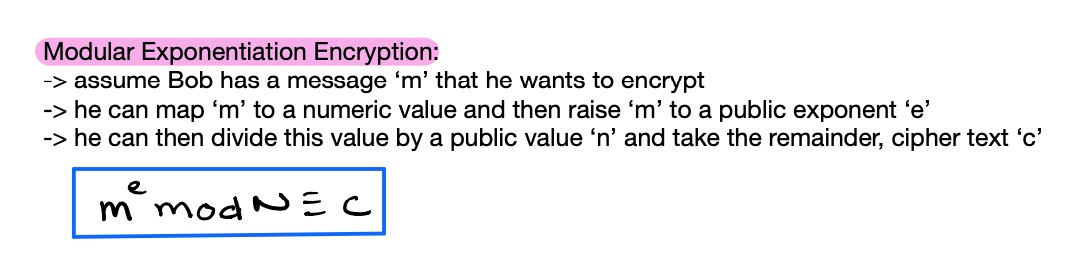 Modular Exponentiation Encryption:
-> assume Bob has a message ‘m’ that he wants to encrypt
-> he can map ‘m’ to a numeric value and then raise ‘m’ to a public exponent ‘e’
-> he can then divide this value by a public value ‘n’ and take the remainder, cipher text ‘c’
m^e mod N ≡ C